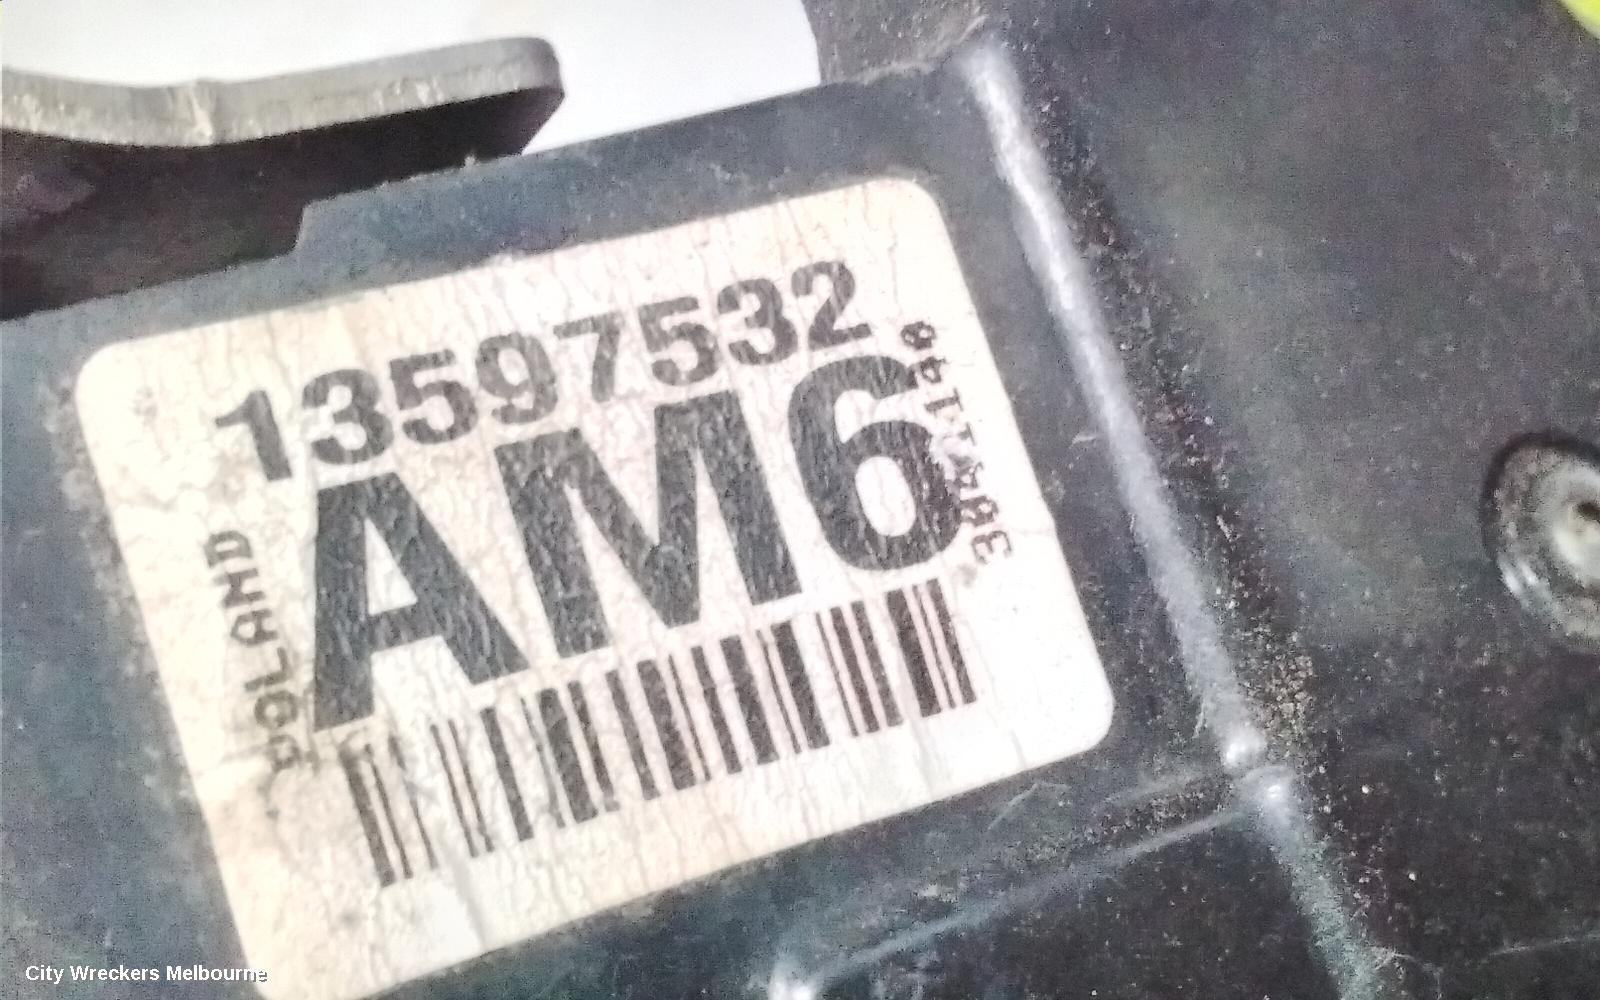 13597532
AM6
POLAND
City Wreckers Melbourne